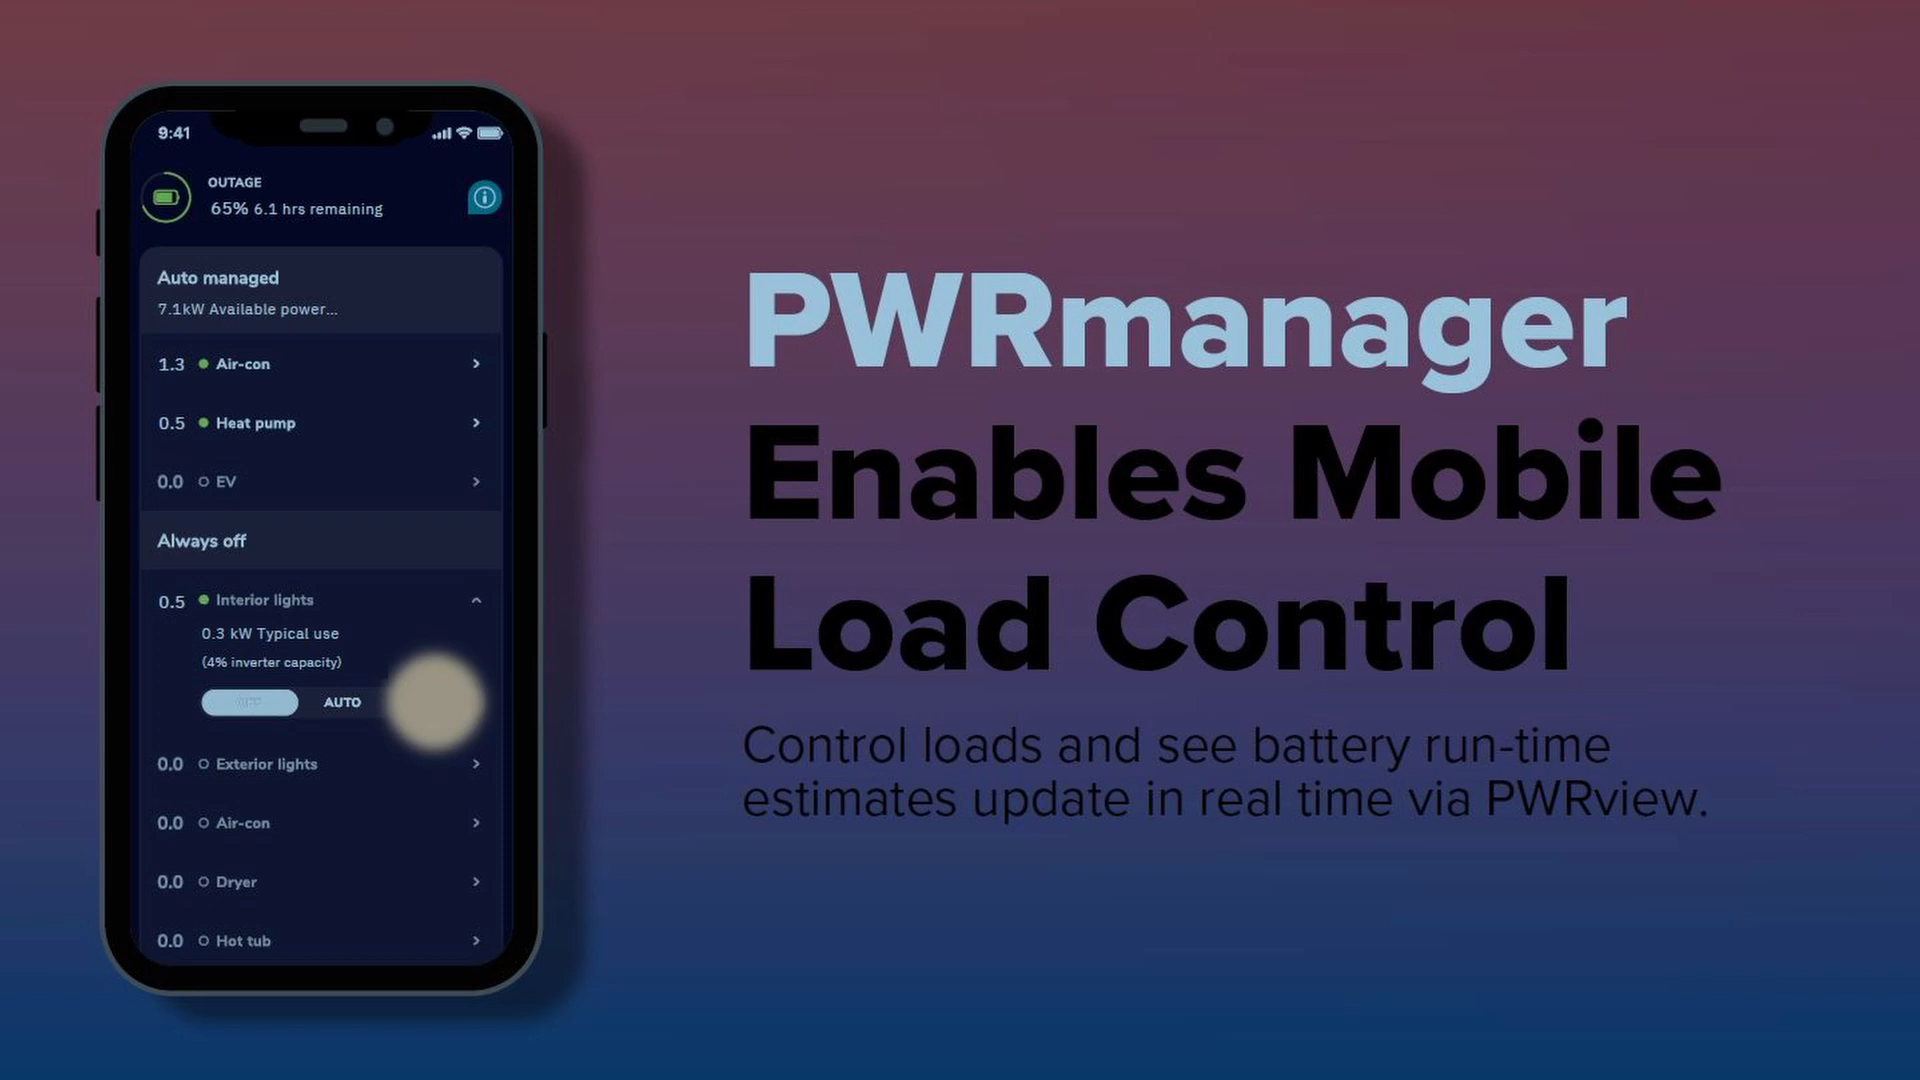 9:41
OUTAGE
65% 6.1 hrs remaining
Auto managed
7.1kW Available power...
1.3 Air-con
0.5 Heat pump
0.0 EV
Always off
0.5 Interior lights
0.3 kW Typical use
(4% inverter capacity)
AUTO
0.0 Exterior lights
0.0 Air-con
0.0 Dryer
0.0 Hot tub
PWRmanager
Enables Mobile
Load Control
Control loads and see battery run-time
estimates update in real time via PWRview.